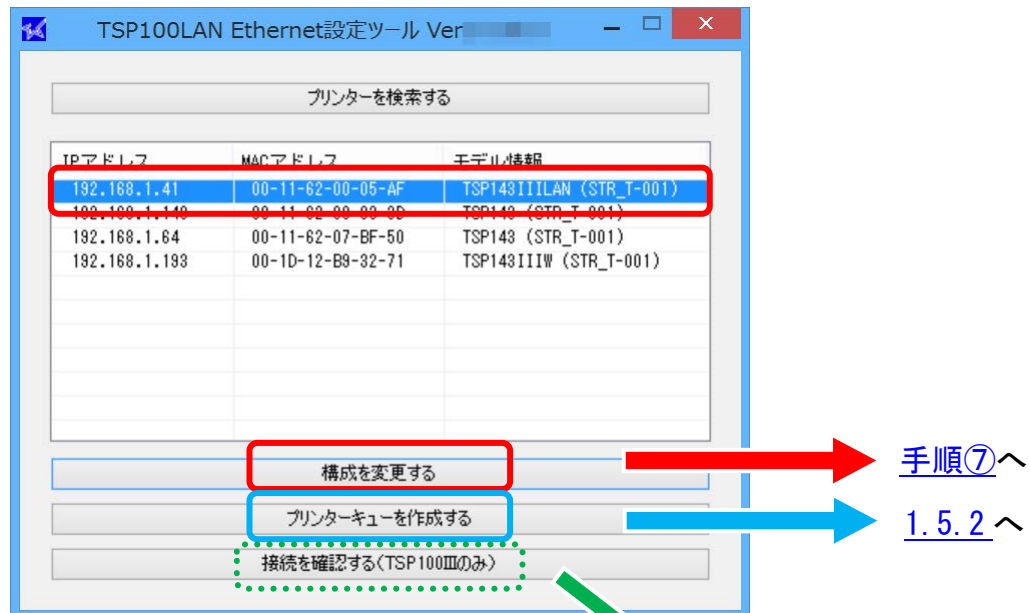 TSP100LAN Ethernet設定ツール Ver
プリンターを検索する
IPアドレス MACアドレス モデル情報
192.168.1.41 00-11-62-00-05-AF TSP143IIILAN (STR_T-001)
TSP143 (STR_T-001)
192.168.1.64 00-11-62-07-BF-50 TSP143 (STR_T-001)
192.168.1.193 00-1D-12-B9-32-71 TSP143IIIW (STR_T-001)
構成を変更する
手順⑦へ
プリンターキューを作成する
1.5.2 へ
接続を確認する(TSP100Ⅲのみ)